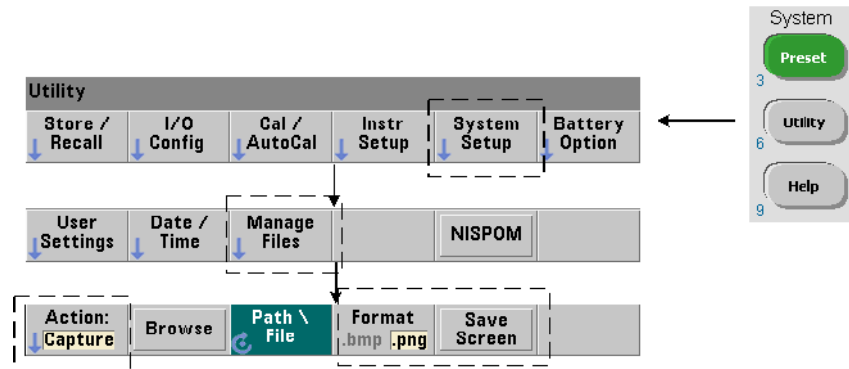 System
Preset
3
Utility
6
Help
9
Utility
Store / Recall
I/O Config
Cal / AutoCal
Instr Setup
System Setup
Battery Option
User Settings
Date / Time
Manage Files
NISPOM
Action: Capture
Browse
Path \ File
Format .bmp .png
Save Screen